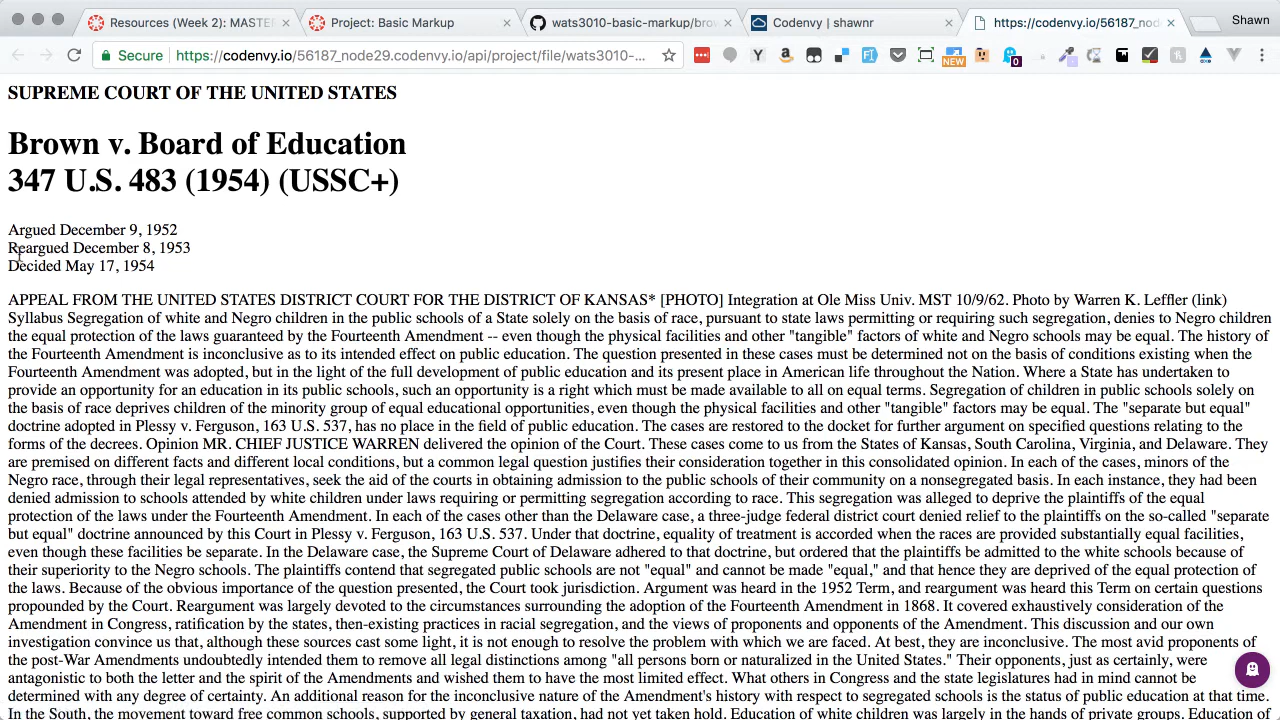 Resources (Week 2): MASTE
Project: Basic Markup
wats3010-basic-markup/brow
Codenvy | shawnr
https://codenvy.io/56187_nod
Shawn
Secure
https://codenvy.io/56187_node29.codenvy.io/api/project/file/wats3010-...
NEW
0
SUPREME COURT OF THE UNITED STATES
Brown v. Board of Education
347 U.S. 483 (1954) (USSC+)
Argued December 9, 1952
Reargued December 8, 1953
Decided May 17, 1954
APPEAL FROM THE UNITED STATES DISTRICT COURT FOR THE DISTRICT OF KANSAS* [PHOTO] Integration at Ole Miss Univ. MST 10/9/62. Photo by Warren K. Leffler (link)
Syllabus Segregation of white and Negro children in the public schools of a State solely on the basis of race, pursuant to state laws permitting or requiring such segregation, denies to Negro children
the equal protection of the laws guaranteed by the Fourteenth Amendment -- even though the physical facilities and other "tangible" factors of white and Negro schools may be equal. The history of
the Fourteenth Amendment is inconclusive as to its intended effect on public education. The question presented in these cases must be determined not on the basis of conditions existing when the
Fourteenth Amendment was adopted, but in the light of the full development of public education and its present place in American life throughout the Nation. Where a State has undertaken to
provide an opportunity for an education in its public schools, such an opportunity is a right which must be made available to all on equal terms. Segregation of children in public schools solely on
the basis of race deprives children of the minority group of equal educational opportunities, even though the physical facilities and other "tangible" factors may be equal. The "separate but equal"
doctrine adopted in Plessy v. Ferguson, 163 U.S. 537, has no place in the field of public education. The cases are restored to the docket for further argument on specified questions relating to the
forms of the decrees. Opinion MR. CHIEF JUSTICE WARREN delivered the opinion of the Court. These cases come to us from the States of Kansas, South Carolina, Virginia, and Delaware. They
are premised on different facts and different local conditions, but a common legal question justifies their consideration together in this consolidated opinion. In each of the cases, minors of the
Negro race, through their legal representatives, seek the aid of the courts in obtaining admission to the public schools of their community on a nonsegregated basis. In each instance, they had been
denied admission to schools attended by white children under laws requiring or permitting segregation according to race. This segregation was alleged to deprive the plaintiffs of the equal
protection of the laws under the Fourteenth Amendment. In each of the cases other than the Delaware case, a three-judge federal district court denied relief to the plaintiffs on the so-called "separate
but equal" doctrine announced by this Court in Plessy v. Ferguson, 163 U.S. 537. Under that doctrine, equality of treatment is accorded when the races are provided substantially equal facilities,
even though these facilities be separate. In the Delaware case, the Supreme Court of Delaware adhered to that doctrine, but ordered that the plaintiffs be admitted to the white schools because of
their superiority to the Negro schools. The plaintiffs contend that segregated public schools are not "equal" and cannot be made "equal," and that hence they are deprived of the equal protection of
the laws. Because of the obvious importance of the question presented, the Court took jurisdiction. Argument was heard in the 1952 Term, and reargument was heard this Term on certain questions
propounded by the Court. Reargument was largely devoted to the circumstances surrounding the adoption of the Fourteenth Amendment in 1868. It covered exhaustively consideration of the
Amendment in Congress, ratification by the states, then-existing practices in racial segregation, and the views of proponents and opponents of the Amendment. This discussion and our own
investigation convince us that, although these sources cast some light, it is not enough to resolve the problem with which we are faced. At best, they are inconclusive. The most avid proponents of
the post-War Amendments undoubtedly intended them to remove all legal distinctions among "all persons born or naturalized in the United States." Their opponents, just as certainly, were
antagonistic to both the letter and the spirit of the Amendments and wished them to have the most limited effect. What others in Congress and the state legislatures had in mind cannot be
determined with any degree of certainty. An additional reason for the inconclusive nature of the Amendment's history with respect to segregated schools is the status of public education at that time.
In the South, the movement toward free common schools, supported by general taxation, had not yet taken hold. Education of white children was largely in the hands of private groups. Education of